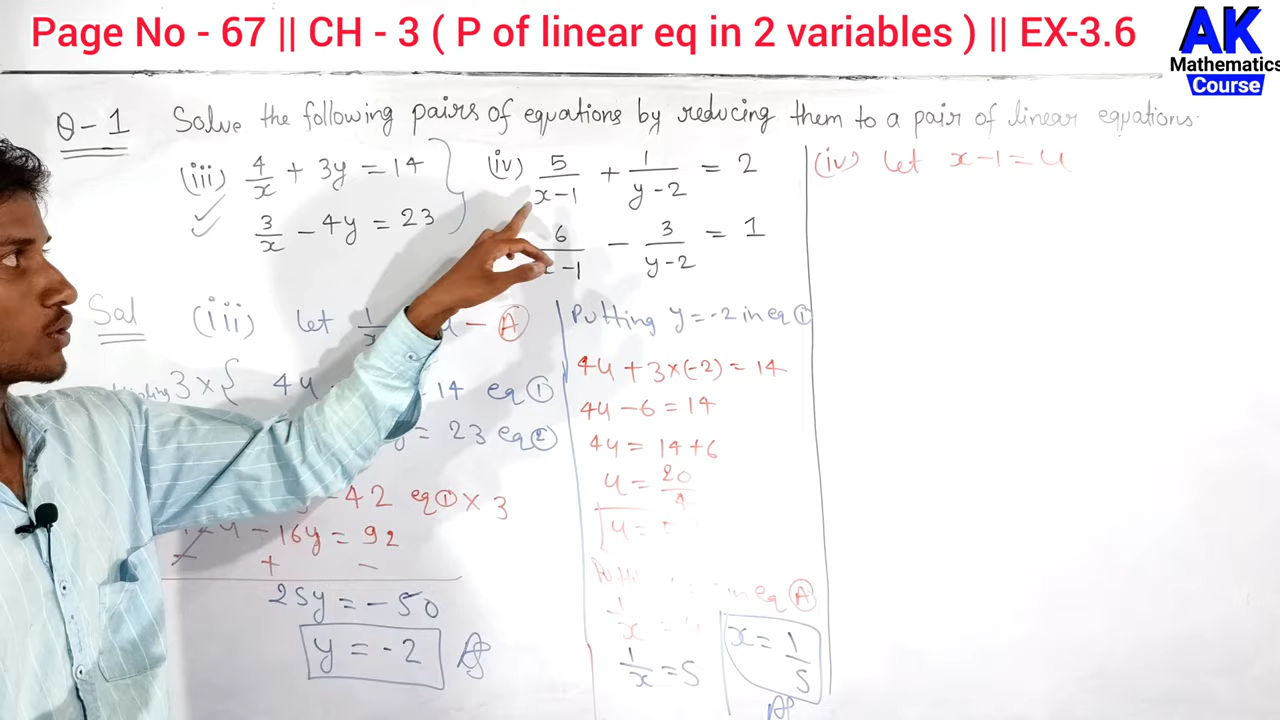 Page No - 67 || CH - 3 ( P of linear eq in 2 variables ) || EX-3.6
AK
Mathematics
Course
Q-1 Solve the following pairs of equations by reducing them to a pair of linear equations.
(iii) 4/x + 3y = 14
3/x - 4y = 23
(iv) 5/(x-1) + 1/(y-2) = 2
6/(x-1) - 3/(y-2) = 1
Sol (iii) let 1/x - A
3 × { 4u 14 eq ①
y = 23 eq ②
42 eq ① × 3
- 16y = 92
+ -
25y = -50
y = -2 As
Putting y = -2 in eq ①
4u + 3×(-2) = 14
4u - 6 = 14
4u = 14+6
u = 20/4
u =
in eq A
1/x =
1/x = 5
x = 1/5
As
(iv) let x-1 = u